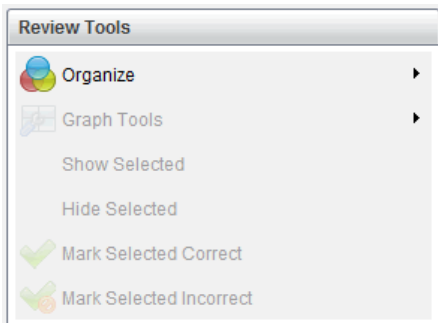 Review Tools
Organize
Graph Tools
Show Selected
Hide Selected
Mark Selected Correct
Mark Selected Incorrect